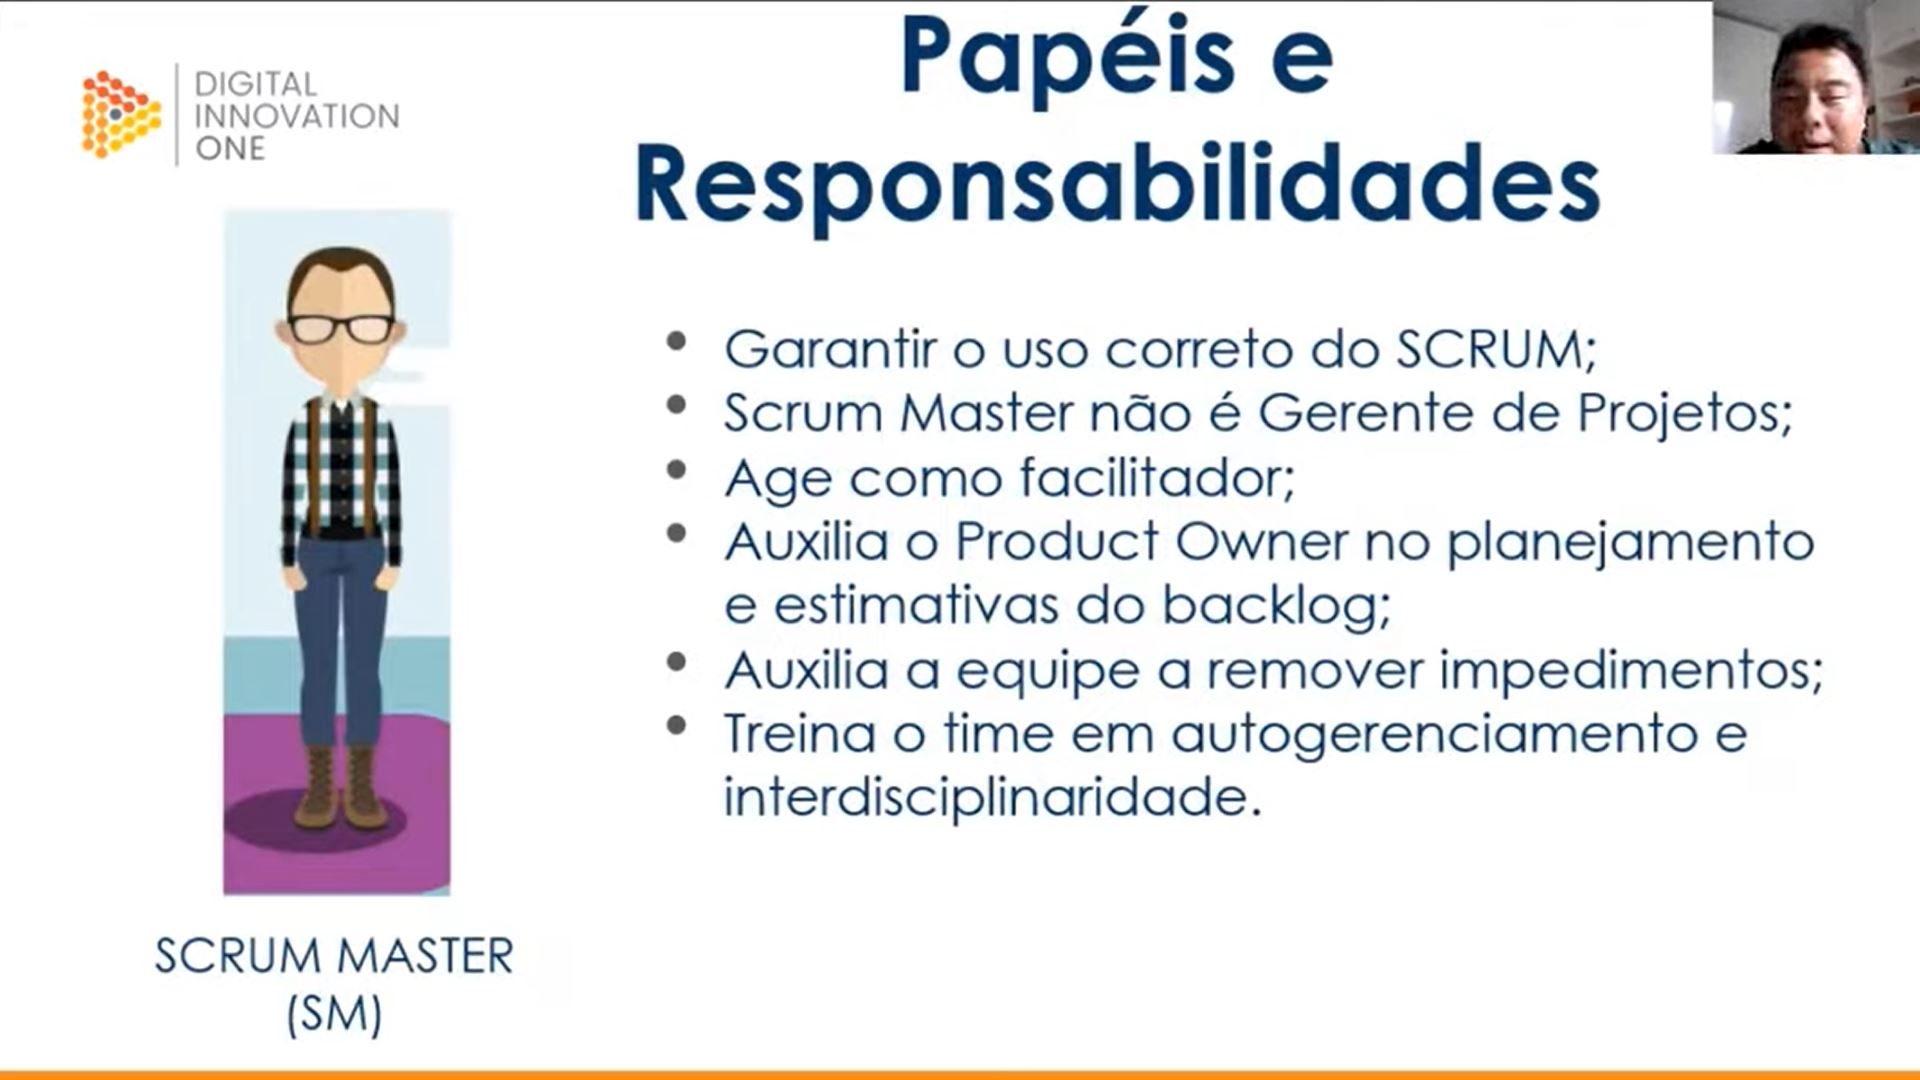 DIGITAL
INNOVATION
ONE
Papéis e
Responsabilidades
• Garantir o uso correto do SCRUM;
• Scrum Master não é Gerente de Projetos;
• Age como facilitador;
• Auxilia o Product Owner no planejamento
e estimativas do backlog;
• Auxilia a equipe a remover impedimentos;
• Treina o time em autogerenciamento e
interdisciplinaridade.
SCRUM MASTER
(SM)